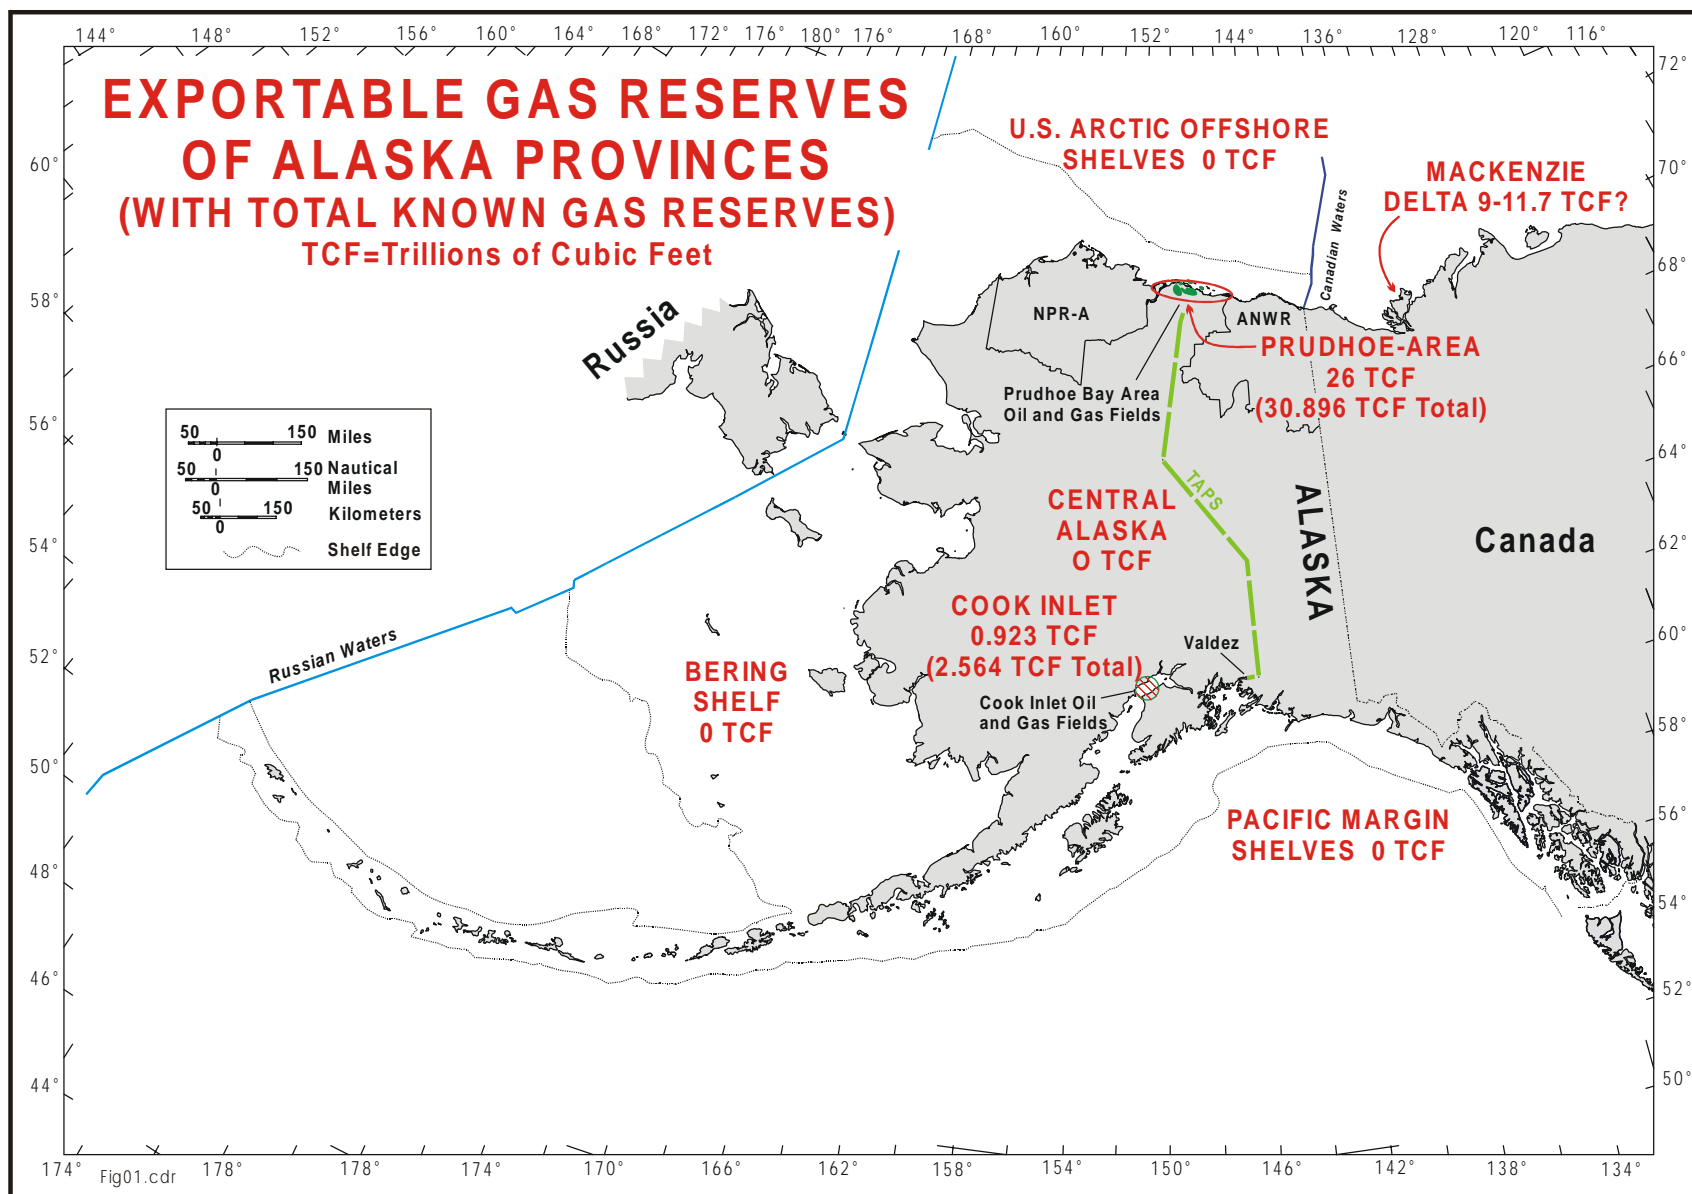 144° 148° 152° 156° 160° 164° 168° 172° 176° 180° 176° 168° 160° 152° 144° 136° 128° 120° 116°
EXPORTABLE GAS RESERVES
OF ALASKA PROVINCES
(WITH TOTAL KNOWN GAS RESERVES)
TCF=Trillions of Cubic Feet
U.S. ARCTIC OFFSHORE
SHELVES 0 TCF
MACKENZIE
DELTA 9-11.7 TCF?
Canadian Waters
Russia
NPR-A
ANWR
PRUDHOE-AREA
26 TCF
(30.896 TCF Total)
Prudhoe Bay Area
Oil and Gas Fields
50 150 Miles
0
50 150 Nautical
0 Miles
50 150 Kilometers
0
Shelf Edge
TAPS
CENTRAL
ALASKA
O TCF
ALASKA
Canada
COOK INLET
0.923 TCF
(2.564 TCF Total)
Valdez
Cook Inlet Oil
and Gas Fields
Russian Waters
BERING
SHELF
0 TCF
PACIFIC MARGIN
SHELVES 0 TCF
60°
58°
56°
54°
52°
50°
48°
46°
44°
72°
70°
68°
66°
64°
62°
60°
58°
56°
54°
52°
50°
174° 178° 178° 174° 170° 166° 162° 158° 154° 150° 146° 142° 138° 134°
Fig01.cdr